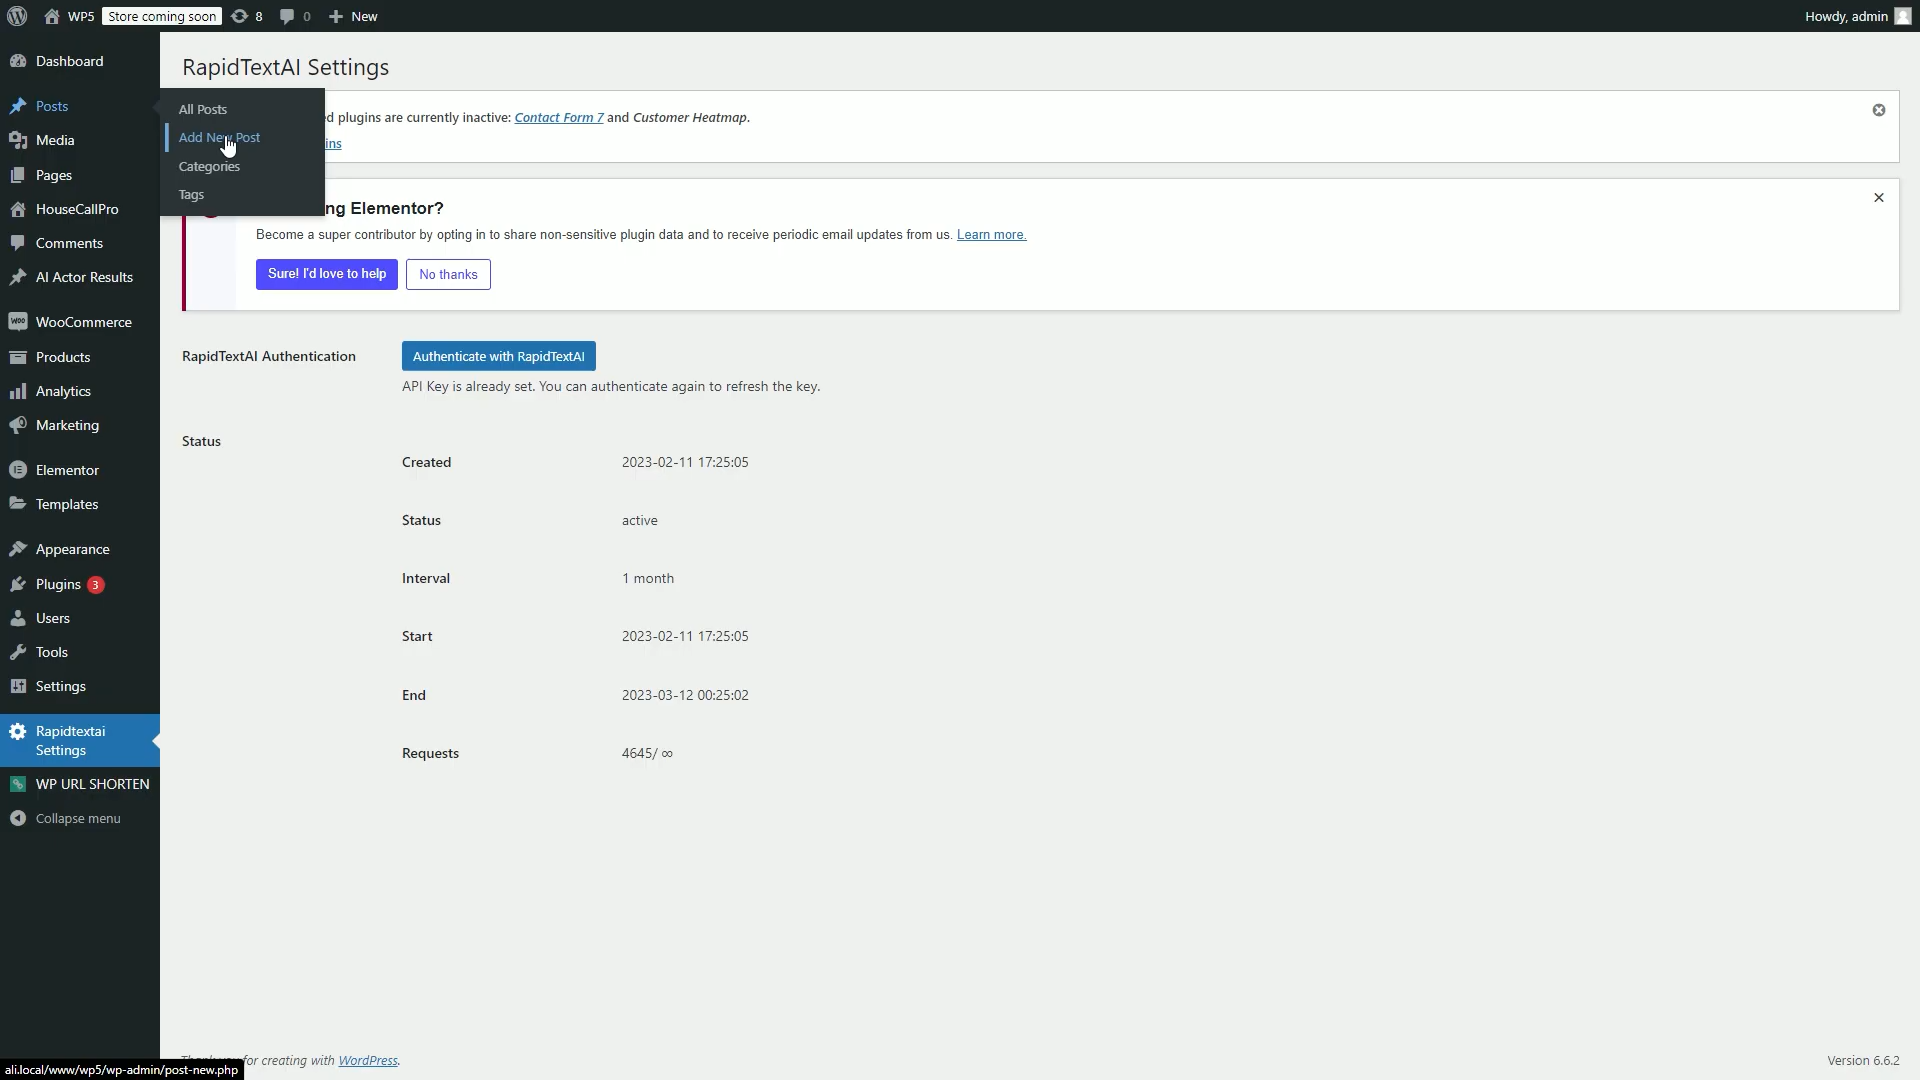 WP5 Store coming soon 8 0 New
Howdy, admin
Dashboard
Posts
Media
Pages
HouseCallPro
Comments
AI Actor Results
WooCommerce
Products
Analytics
Marketing
Elementor
Templates
Appearance
Plugins 3
Users
Tools
Settings
Rapidtextai
Settings
WP URL SHORTEN
Collapse menu
All Posts
Add New Post
Categories
Tags
RapidTextAI Settings
d plugins are currently inactive: Contact Form 7 and Customer Heatmap.
ins
ng Elementor?
Become a super contributor by opting in to share non-sensitive plugin data and to receive periodic email updates from us. Learn more.
Sure! I'd love to help
No thanks
RapidTextAI Authentication
Authenticate with RapidTextAI
API Key is already set. You can authenticate again to refresh the key.
Status
Created 2023-02-11 17:25:05
Status active
Interval 1 month
Start 2023-02-11 17:25:05
End 2023-03-12 00:25:02
Requests 4645/ ∞
for creating with WordPress.
Version 6.6.2
ali.local/www/wp5/wp-admin/post-new.php